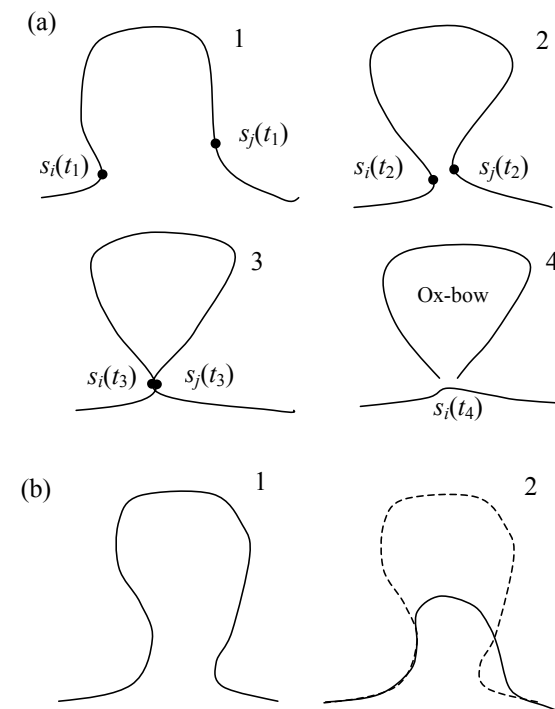 (a)
1
2
s_i(t_1)
s_j(t_1)
s_i(t_2)
s_j(t_2)
3
4
Ox-bow
s_i(t_3)
s_j(t_3)
s_i(t_4)
(b)
1
2